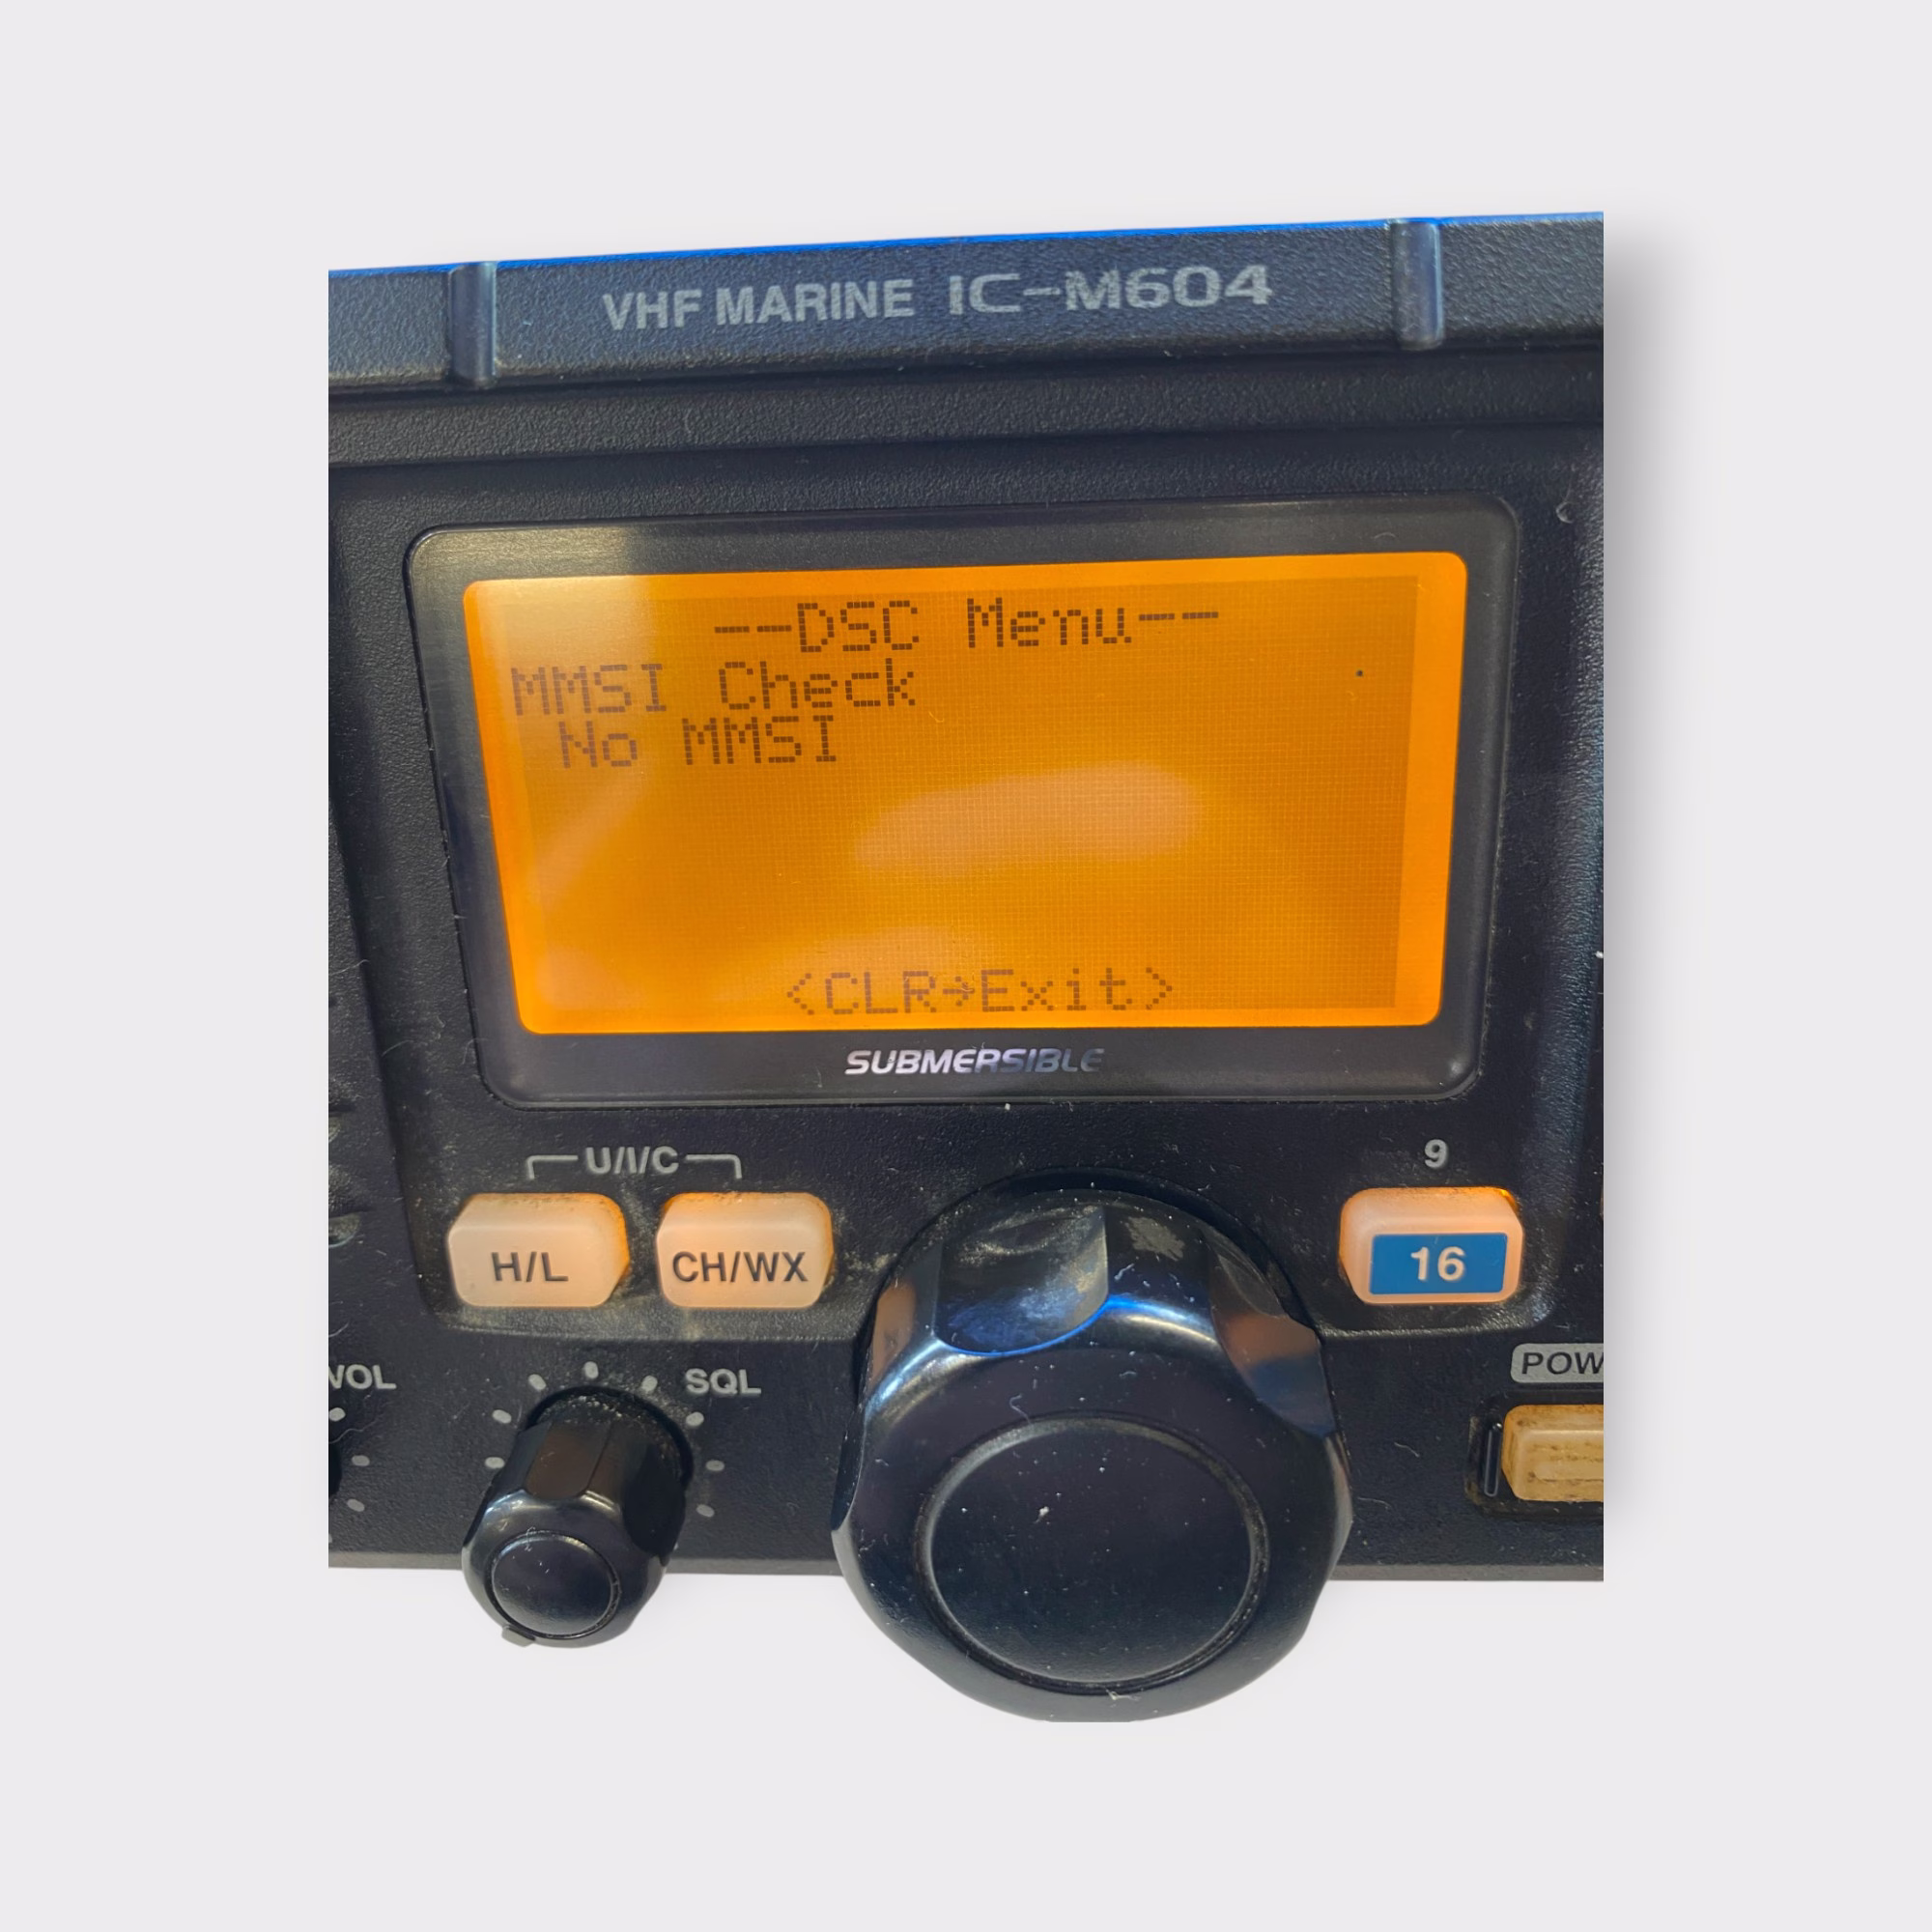 VHF MARINE IC-M604
--DSC Menu--
MMSI Check
No MMSI
<CLR→Exit>
SUBMERSIBLE
U/I/C
9
H/L
CH/WX
16
VOL
SQL
POW